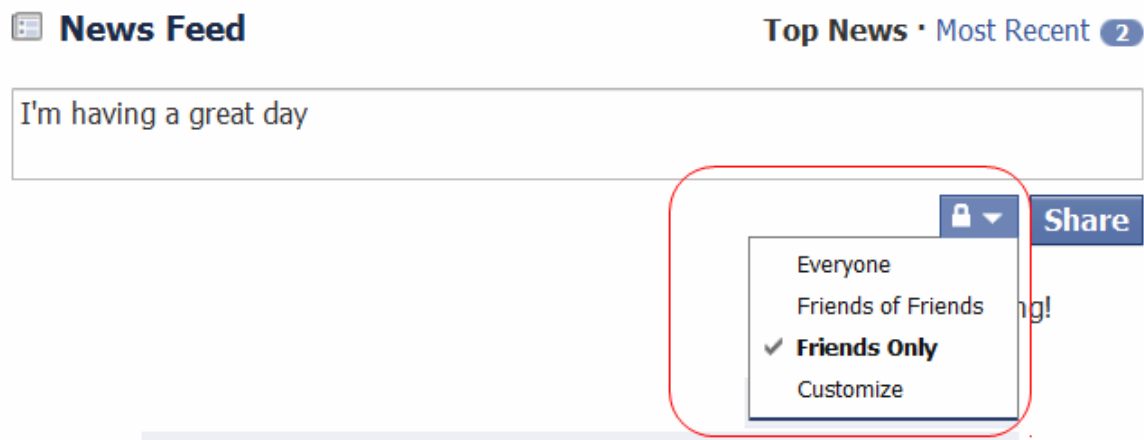 News Feed
Top News · Most Recent 2
I'm having a great day
Share
Everyone
Friends of Friends
Friends Only
Customize